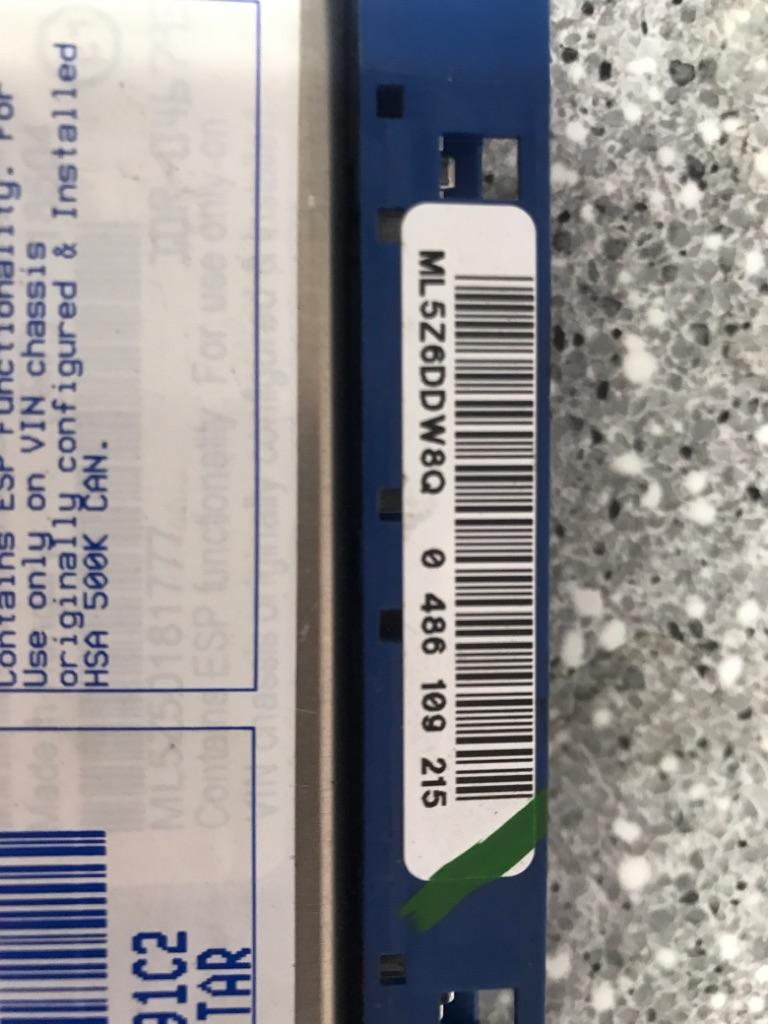 Contains ESP functionality. For
Use only on VIN chassis
originally configured & Installed
HSA 500K CAN.
91C2
TAR
ML5Z6DDW8Q 0 486 109 215